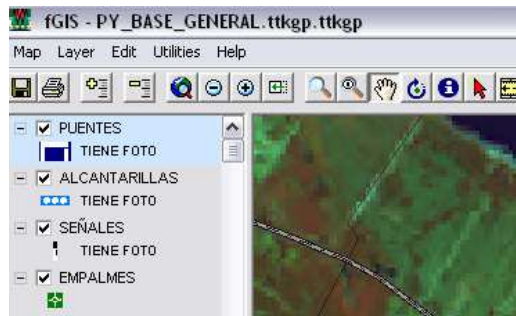 fGIS - PY_BASE_GENERAL.ttkgp.ttkgp
Map Layer Edit Utilities Help
PUENTES
TIENE FOTO
ALCANTARILLAS
TIENE FOTO
SEÑALES
TIENE FOTO
EMPALMES